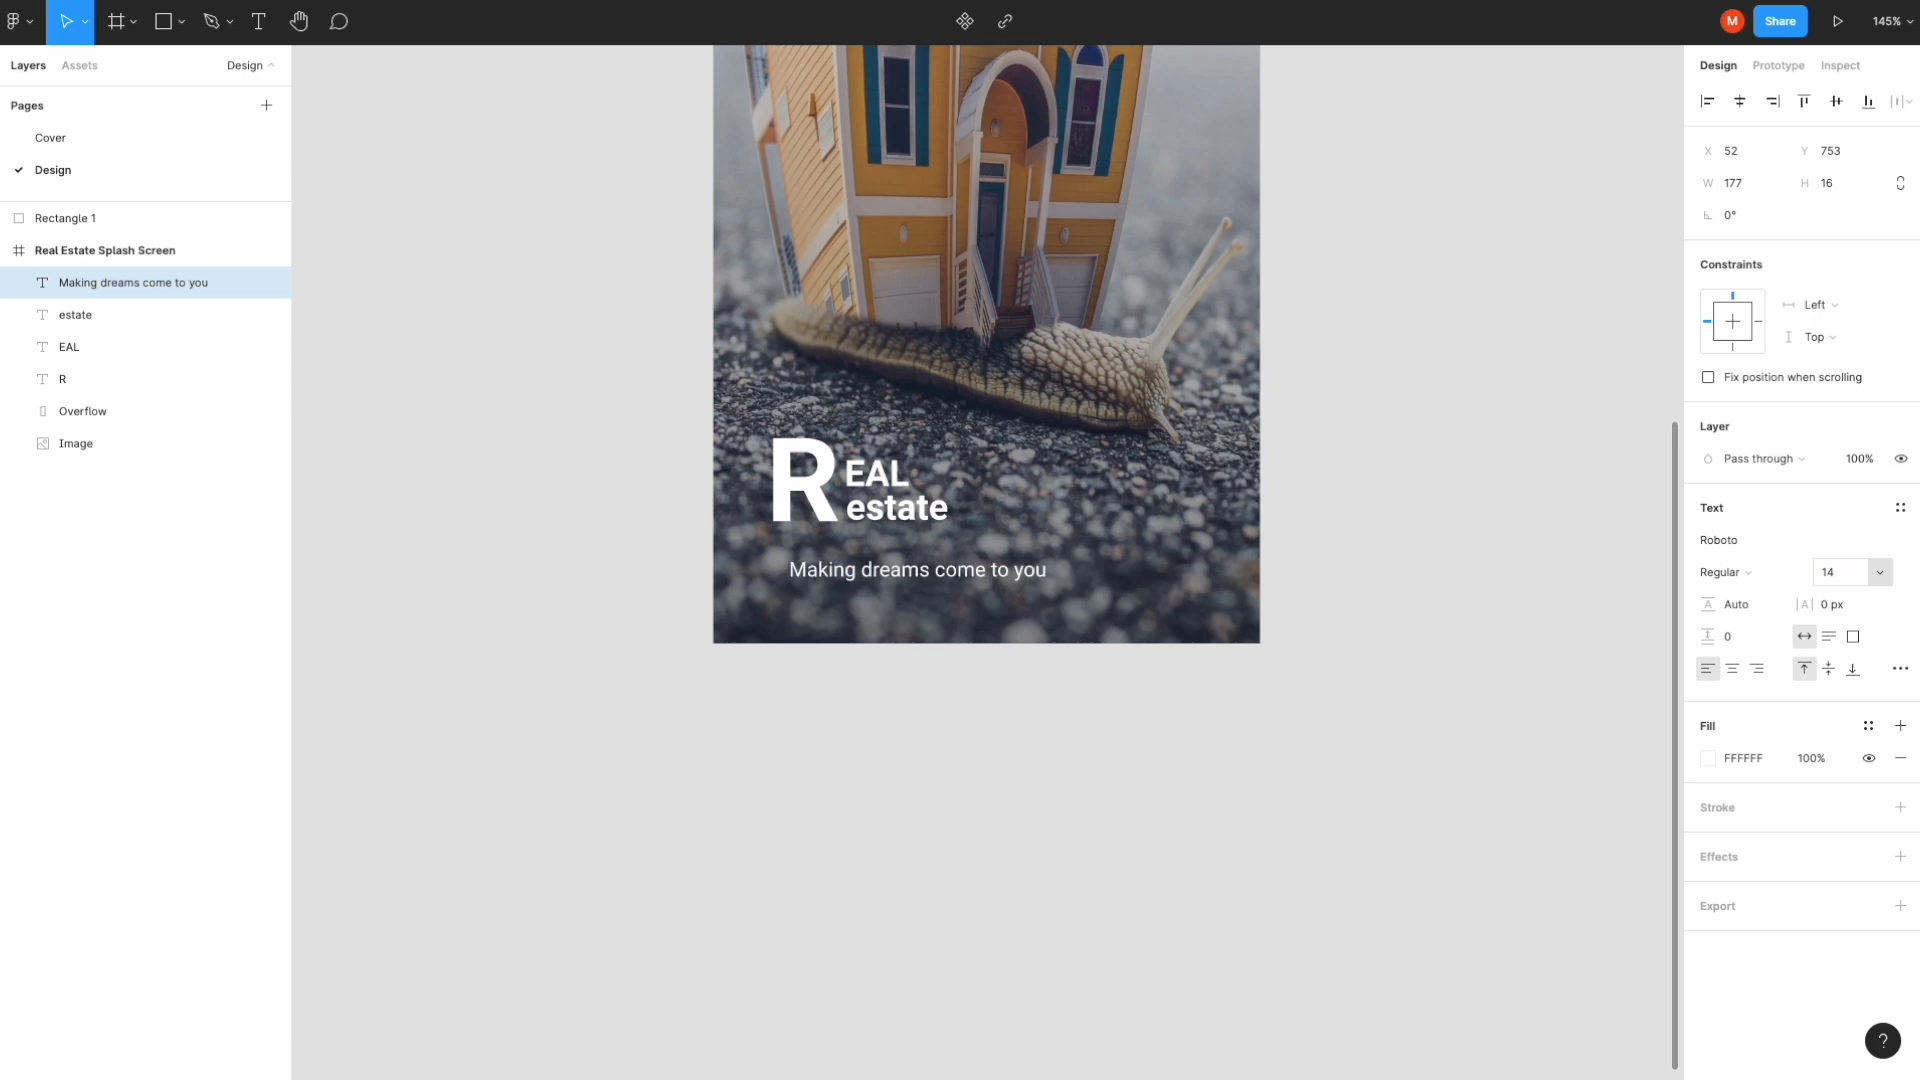 M
Share
145%
Layers
Assets
Design
Pages
Cover
Design
Rectangle 1
Real Estate Splash Screen
Making dreams come to you
estate
EAL
R
Overflow
Image
R
EAL
estate
Making dreams come to you
Design
Prototype
Inspect
X 52
Y 753
W 177
H 16
0°
Constraints
Left
Top
Fix position when scrolling
Layer
Pass through
100%
Text
Roboto
Regular
14
A Auto
|A| 0 px
0
Fill
FFFFFF
100%
Stroke
Effects
Export
?